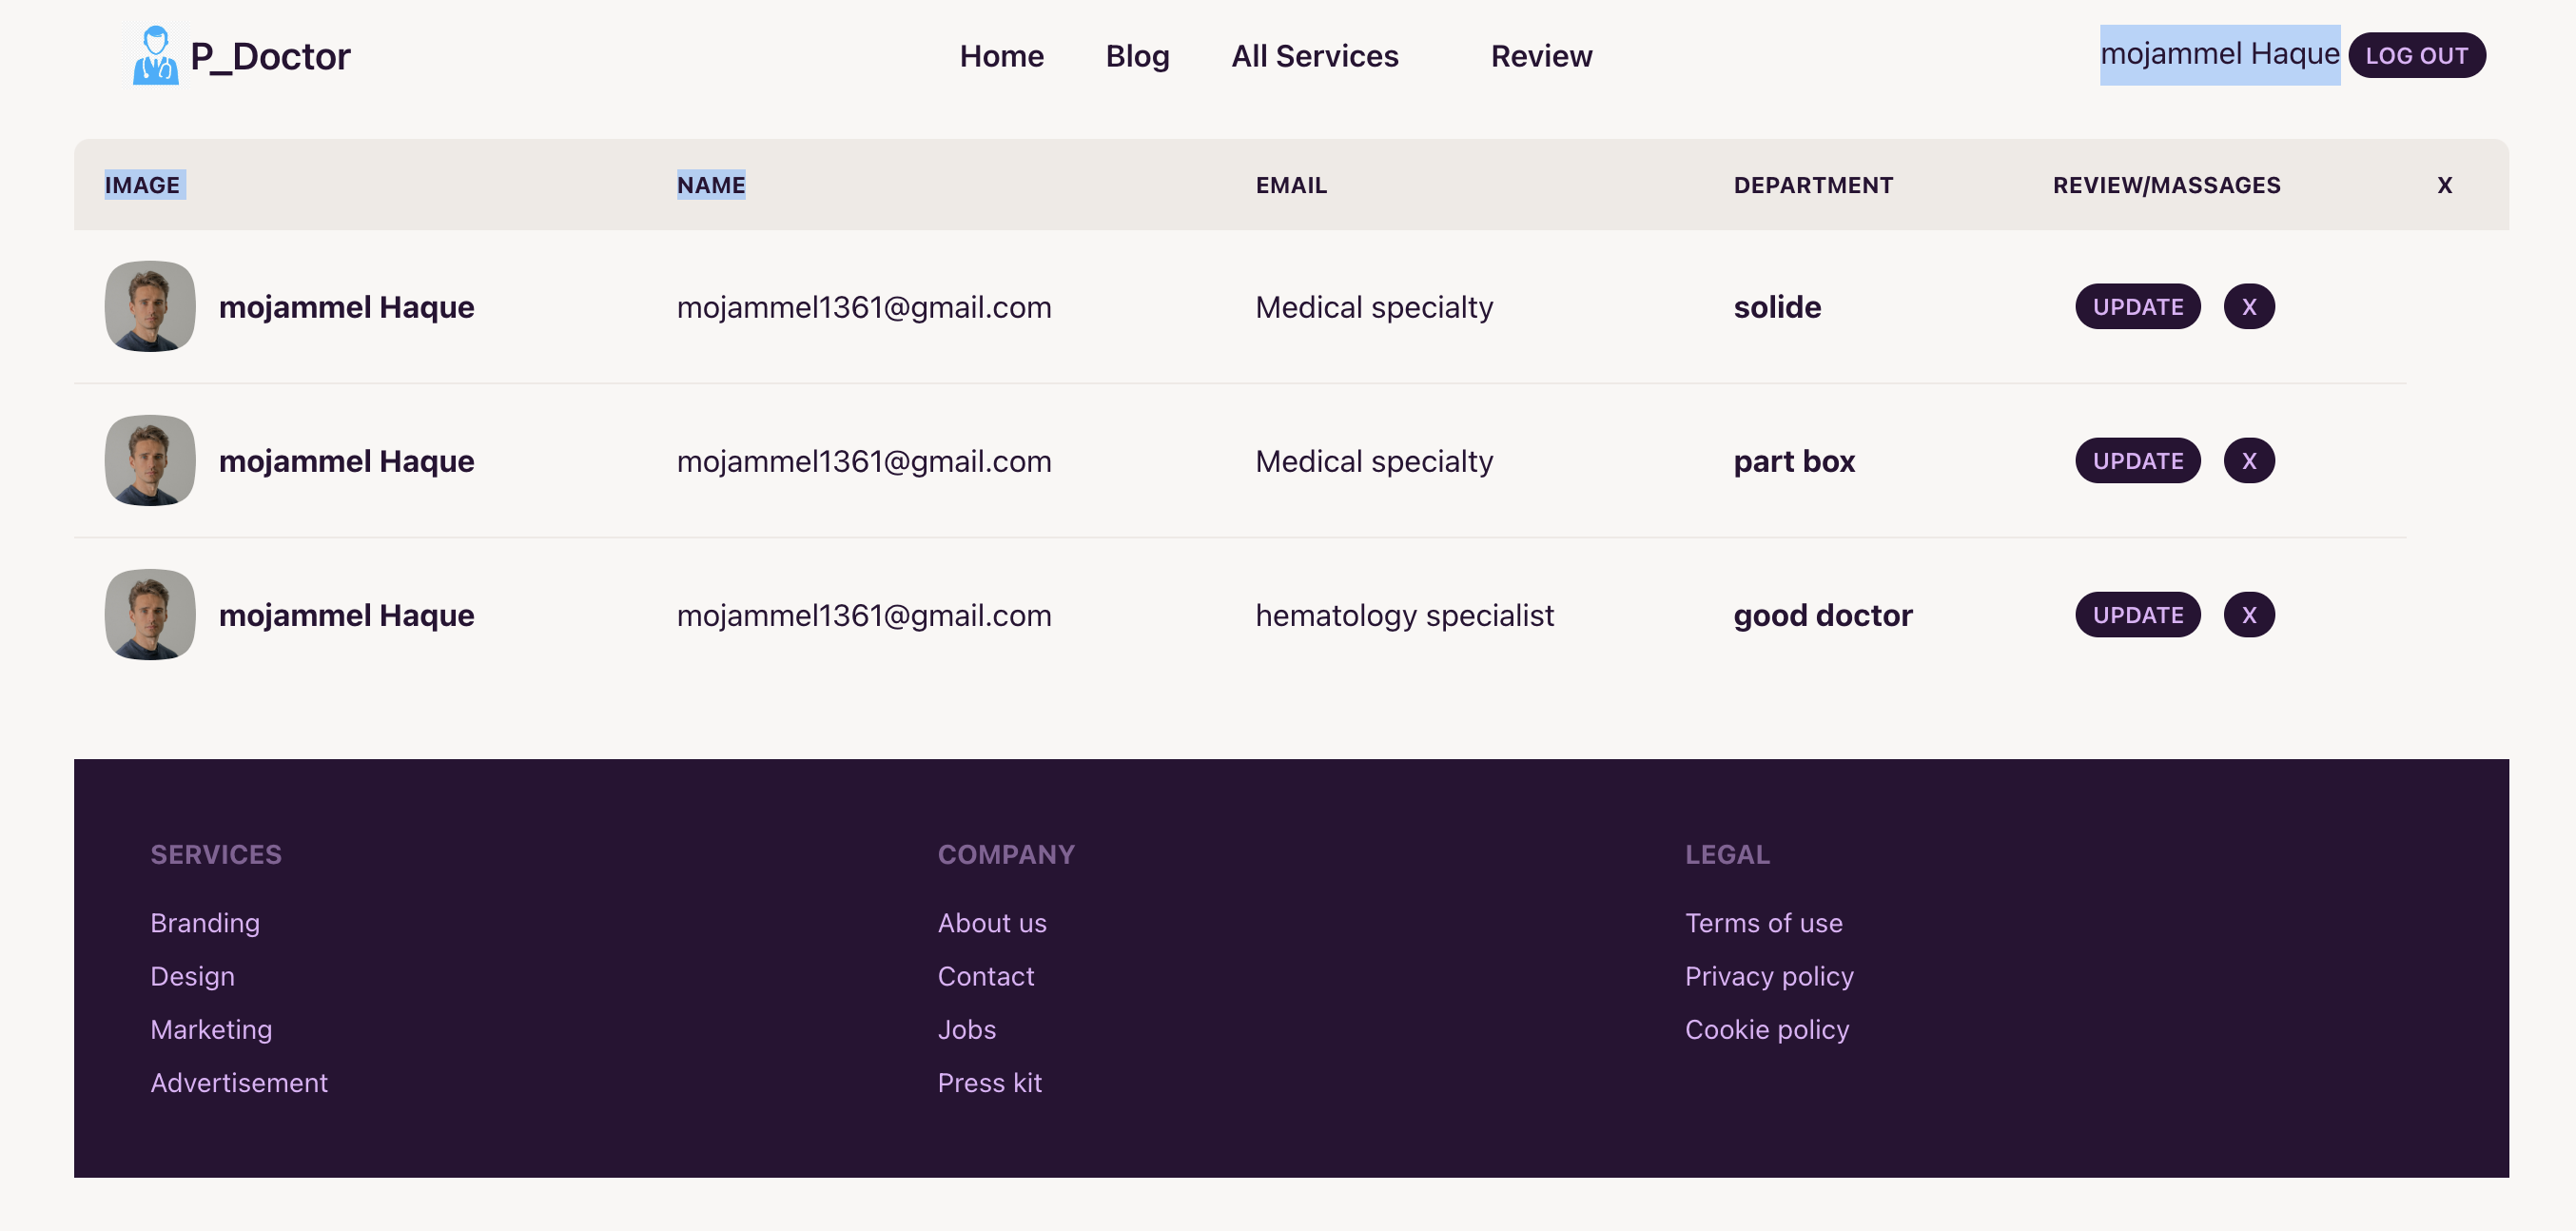 P_Doctor Home Blog All Services Review mojammel Haque LOG OUT
IMAGE NAME EMAIL DEPARTMENT REVIEW/MASSAGES X
mojammel Haque mojammel1361@gmail.com Medical specialty solide UPDATE X
mojammel Haque mojammel1361@gmail.com Medical specialty part box UPDATE X
mojammel Haque mojammel1361@gmail.com hematology specialist good doctor UPDATE X
SERVICES COMPANY LEGAL
Branding About us Terms of use
Design Contact Privacy policy
Marketing Jobs Cookie policy
Advertisement Press kit